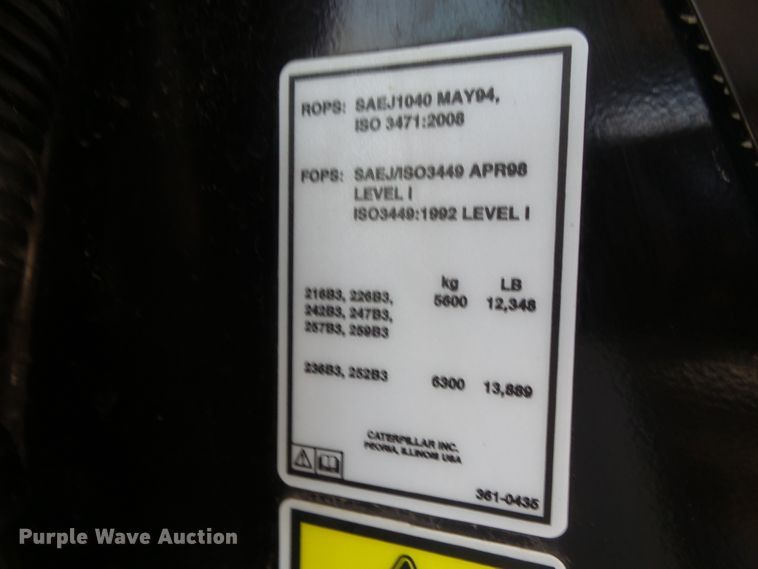 ROPS: SAEJ1040 MAY94,
ISO 3471:2008
FOPS: SAEJ/ISO3449 APR98
LEVEL I
ISO3449:1992 LEVEL I
kg LB
216B3, 226B3, 5600 12,348
242B3, 247B3,
257B3, 259B3
236B3, 252B3 6300 13,889
CATERPILLAR INC.
PEORIA, ILLINOIS USA
361-0435
Purple Wave Auction